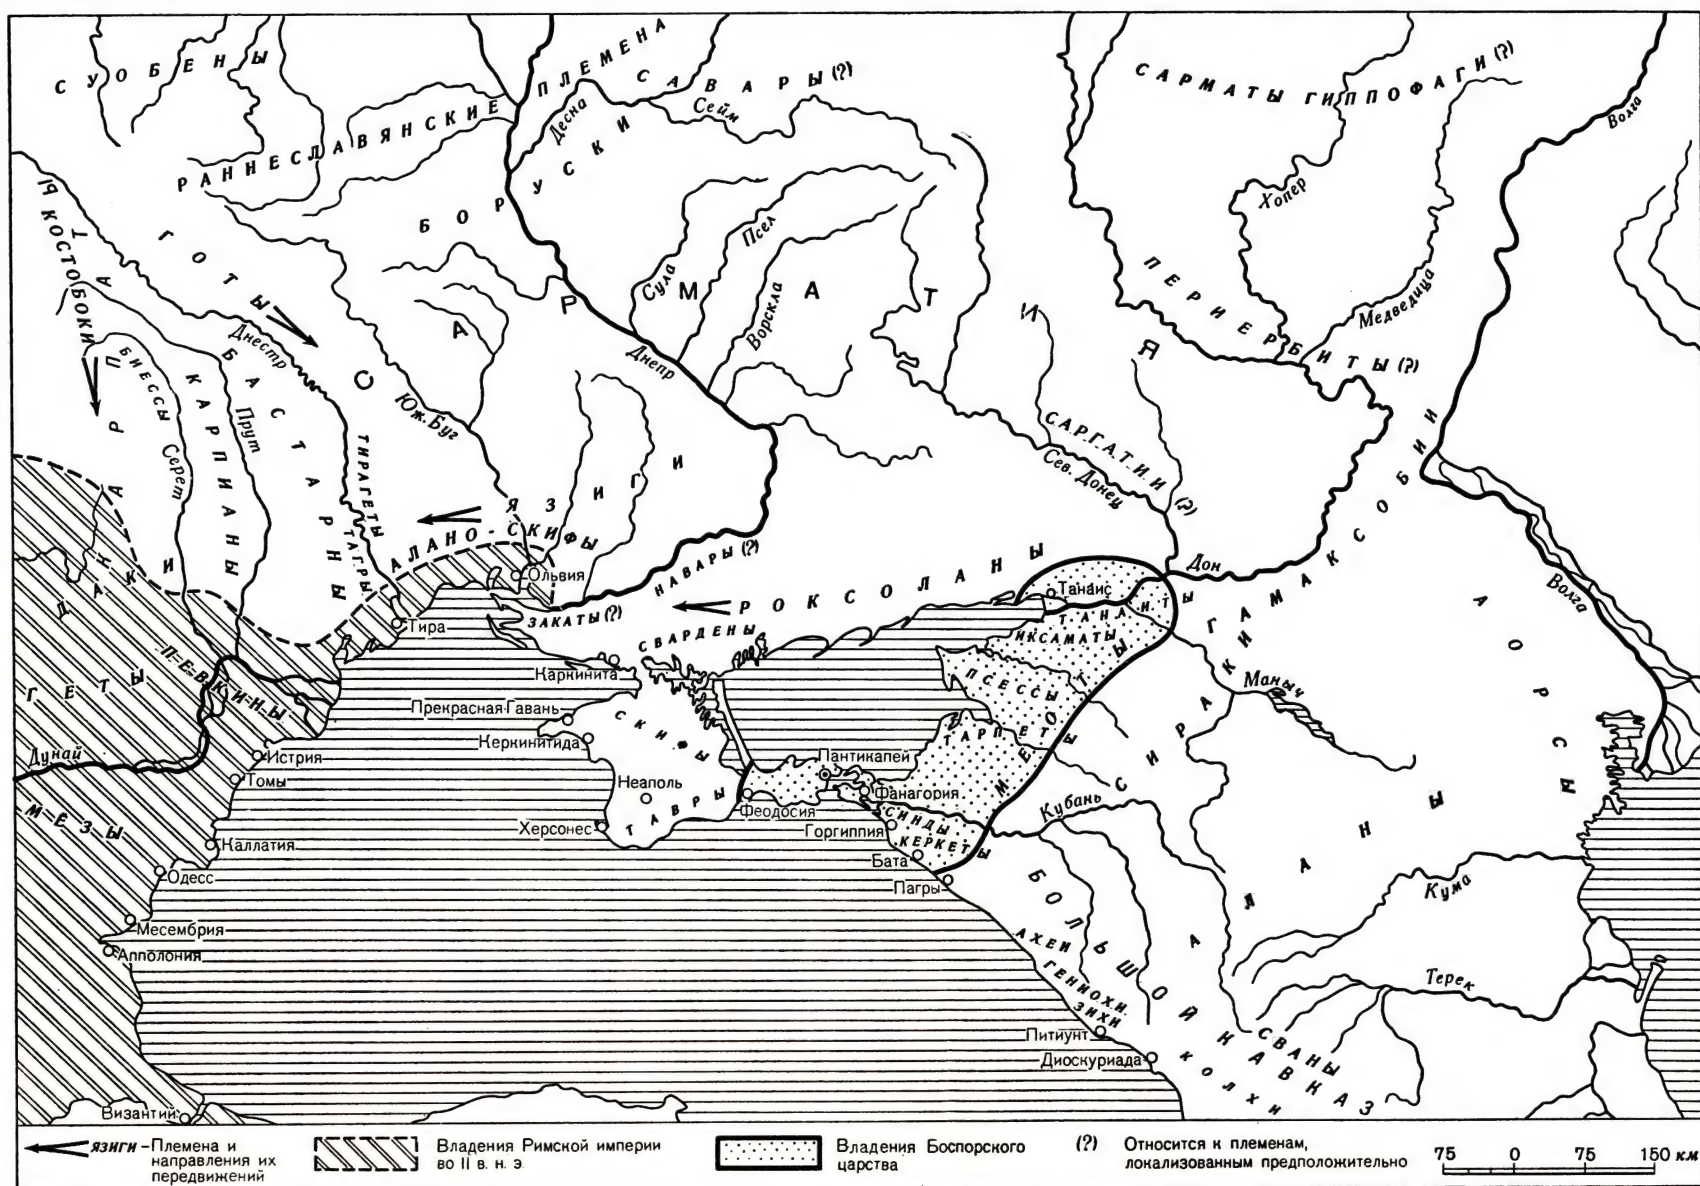 СУОБЕНЫ
РАННЕСЛАВЯНСКИЕ ПЛЕМЕНА
САВАРЫ (?)
Десна
Сейм
БОРУСКИ
САРМАТЫ ГИППОФАГИ (?)
Волга
Хопер
Медведица
ПЕРИЕРБИТЫ (?)
КОСТОБОКИ
ГОТЫ
САРМАТИЯ
Сула
Псел
Ворскла
Днепр
Днестр
Юж. Буг
БИЕССЫ
Серет
КАРПИАНЫ
Прут
БАСТАРНЫ
ТИРАГЕТЫ
ТАГРЫ
ЯЗИГИ
АЛАНО-СКИФЫ
НАВАРЫ (?)
ЗАКАТЫ (?)
РОКСОЛАНЫ
СВАРДЕНЫ
САРГАТИИ (?)
Сев. Донец
Дон
ГАМАКСОБИИ
АОРСЫ
Волга
Ольвия
Тира
ДАКИ
ГЕТЫ
ПЕВКИНЫ
Дунай
МЕЗЫ
Истрия
Томы
Каллатия
Одесс
Месембрия
Апполония
Византий
Каркинита
Прекрасная Гавань
Керкинитида
СКИФЫ
Неаполь
ТАВРЫ
Херсонес
Феодосия
Пантикапей
Фанагория
Горгиппия
Бата
Пагры
Танаис
ТАНАИТЫ
ИКСАМАТЫ
ПСЕССЫ
ТАРПЕТЫ
МЕОТЫ
СИНДЫ
КЕРКЕТЫ
СИРАКИ
Маныч
Кубань
АЛАНЫ
Кума
Терек
БОЛЬШОЙ КАВКАЗ
АХЕИ
ГЕНИОХИ
ЗИХИ
Питиунт
Диоскуриада
СВАНЫ
КОЛХИ
язиги – Племена и
направления их
передвижений
Владения Римской империи
во II в. н. э.
Владения Боспорского
царства
(?) Относится к племенам,
локализованным предположительно
75 0 75 150 км